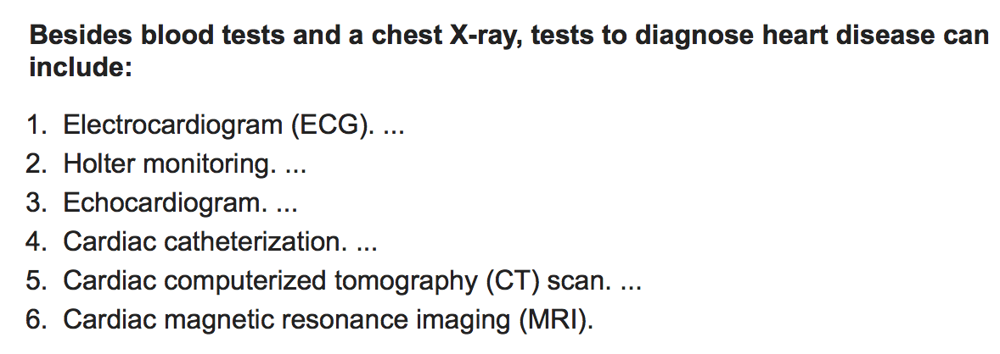 Besides blood tests and a chest X-ray, tests to diagnose heart disease can
include:
1. Electrocardiogram (ECG). ...
2. Holter monitoring. ...
3. Echocardiogram. ...
4. Cardiac catheterization. ...
5. Cardiac computerized tomography (CT) scan. ...
6. Cardiac magnetic resonance imaging (MRI).